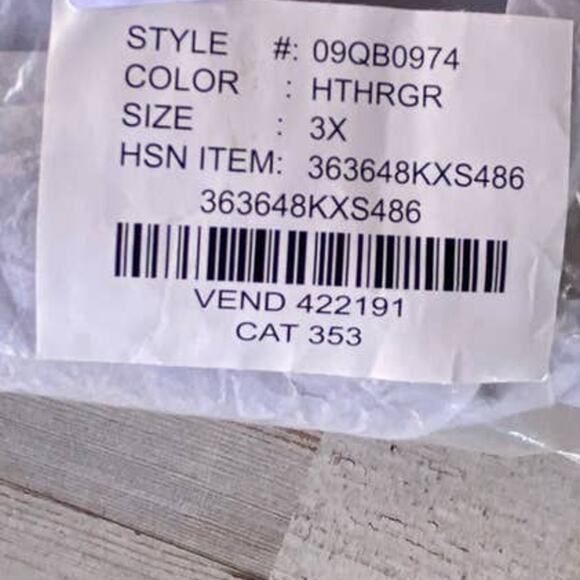 STYLE #: 09QB0974
COLOR : HTHRGR
SIZE : 3X
HSN ITEM: 363648KXS486
363648KXS486
VEND 422191
CAT 353